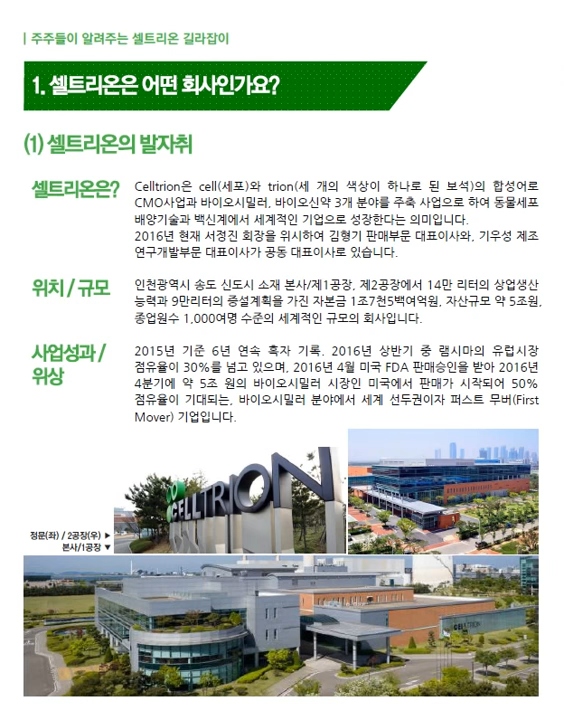 | 주주들이 알려주는 셀트리온 길라잡이
1. 셀트리온은 어떤 회사인가요?
(1) 셀트리온의 발자취
셀트리온은?
Celltrion은 cell(세포)와 trion(세 개의 색상이 하나로 된 보석)의 합성어로
CMO사업과 바이오시밀러, 바이오신약 3개 분야를 주축 사업으로 하여 동물세포
배양기술과 백신계에서 세계적인 기업으로 성장한다는 의미입니다.
2016년 현재 서정진 회장을 위시하여 김형기 판매부문 대표이사와, 기우성 제조
연구개발부문 대표이사가 공동 대표이사로 있습니다.
위치 / 규모
인천광역시 송도 신도시 소재 본사/제1공장, 제2공장에서 14만 리터의 상업생산
능력과 9만리터의 증설계획을 가진 자본금 1조7천5백여억원, 자산규모 약 5조원,
종업원수 1,000여명 수준의 세계적인 규모의 회사입니다.
사업성과 /
위상
2015년 기준 6년 연속 흑자 기록. 2016년 상반기 중 램시마의 유럽시장
점유율이 30%를 넘고 있으며, 2016년 4월 미국 FDA 판매승인을 받아 2016년
4분기에 약 5조 원의 바이오시밀러 시장인 미국에서 판매가 시작되어 50%
점유율이 기대되는, 바이오시밀러 분야에서 세계 선두권이자 퍼스트 무버(First
Mover) 기업입니다.
CELLTRION
정문(좌) / 2공장(우) ▶
본사/1공장 ▼
CELLTRION